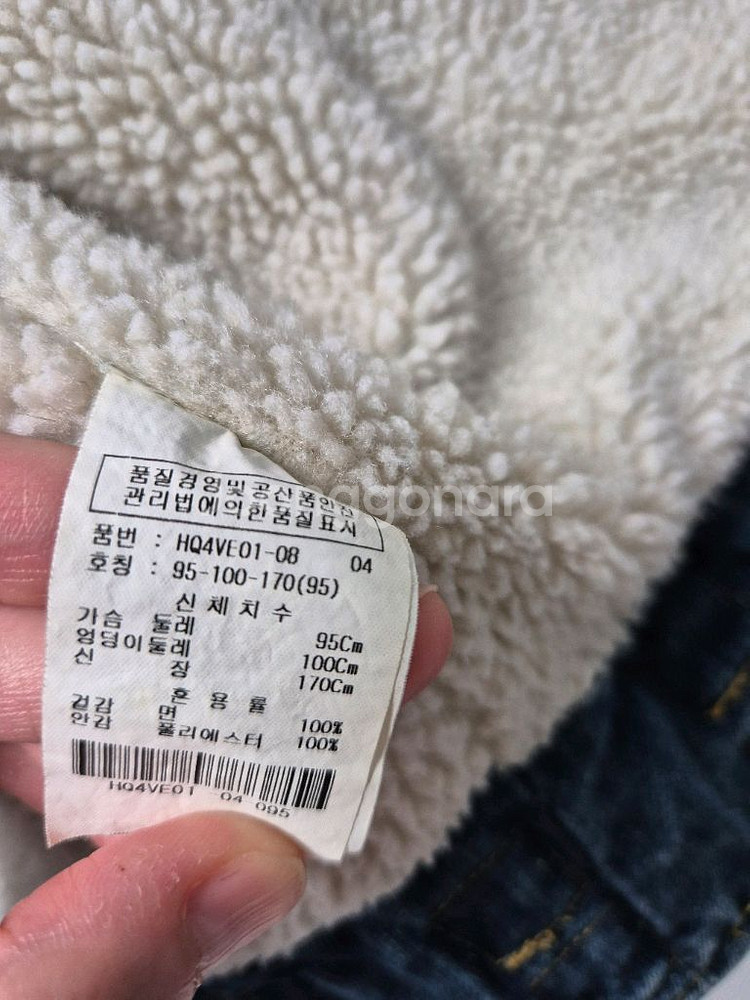 품질경영및공산품안전
관리법에의한품질표시
품번 : HQ4VE01-08 04
호칭 : 95-100-170(95)
신체치수
가슴 둘레 95Cm
엉덩이둘레 100Cm
신 장 170Cm
혼 용 률
겉감 면 100%
안감 폴리에스터 100%
HQ4VE01 04 095